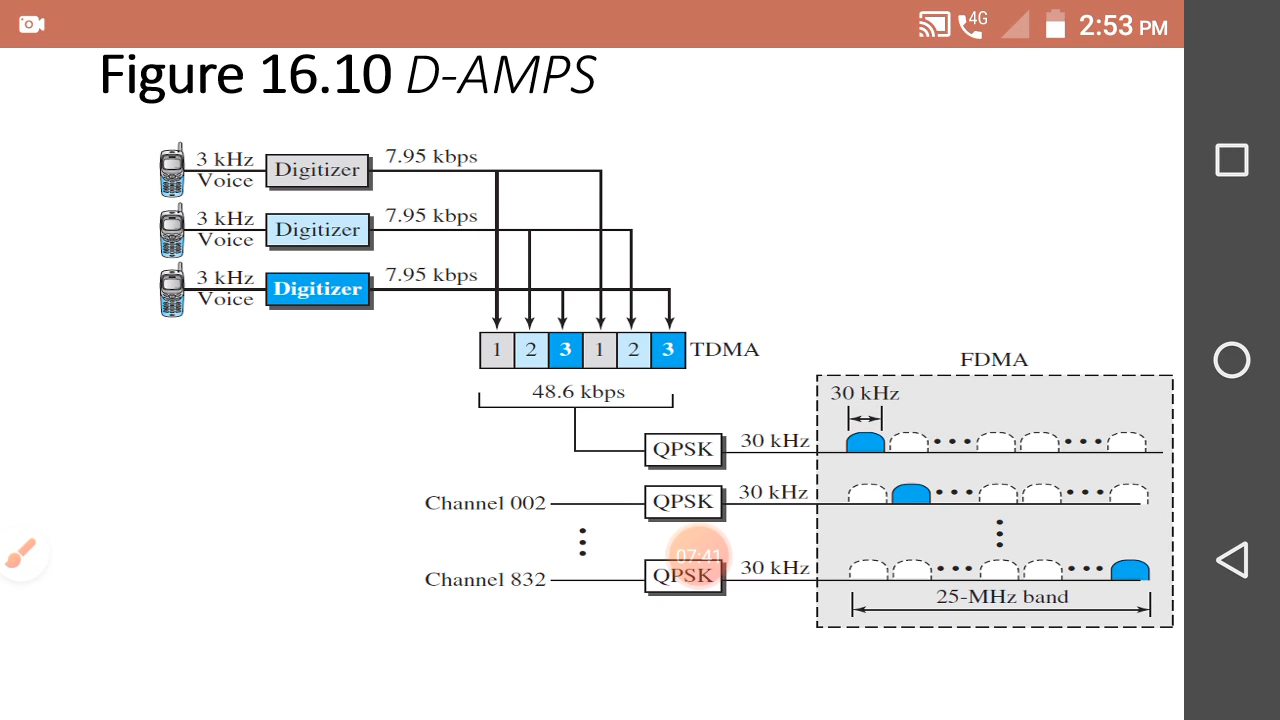 4G 2:53 PM
Figure 16.10 D-AMPS
3 kHz
Voice
Digitizer
7.95 kbps
3 kHz
Voice
Digitizer
7.95 kbps
3 kHz
Voice
Digitizer
7.95 kbps
1 2 3 1 2 3 TDMA
48.6 kbps
FDMA
30 kHz
QPSK 30 kHz
Channel 002 QPSK 30 kHz
07:41
Channel 832 QPSK 30 kHz
25-MHz band